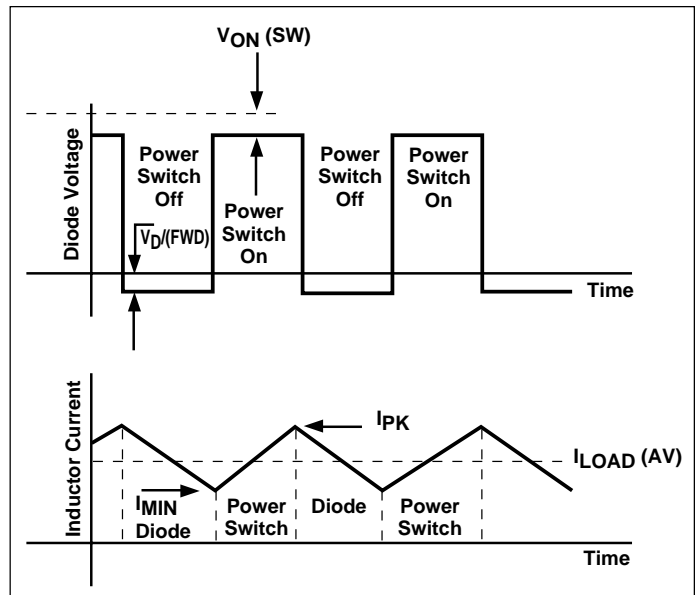 VON (SW)
Diode Voltage
Power
Switch
Off
Power
Switch
Off
Power
Switch
On
VD/(FWD)
Power
Switch
On
Time
Inductor Current
IPK
ILOAD (AV)
IMIN
Diode
Power
Switch
Diode
Power
Switch
Time